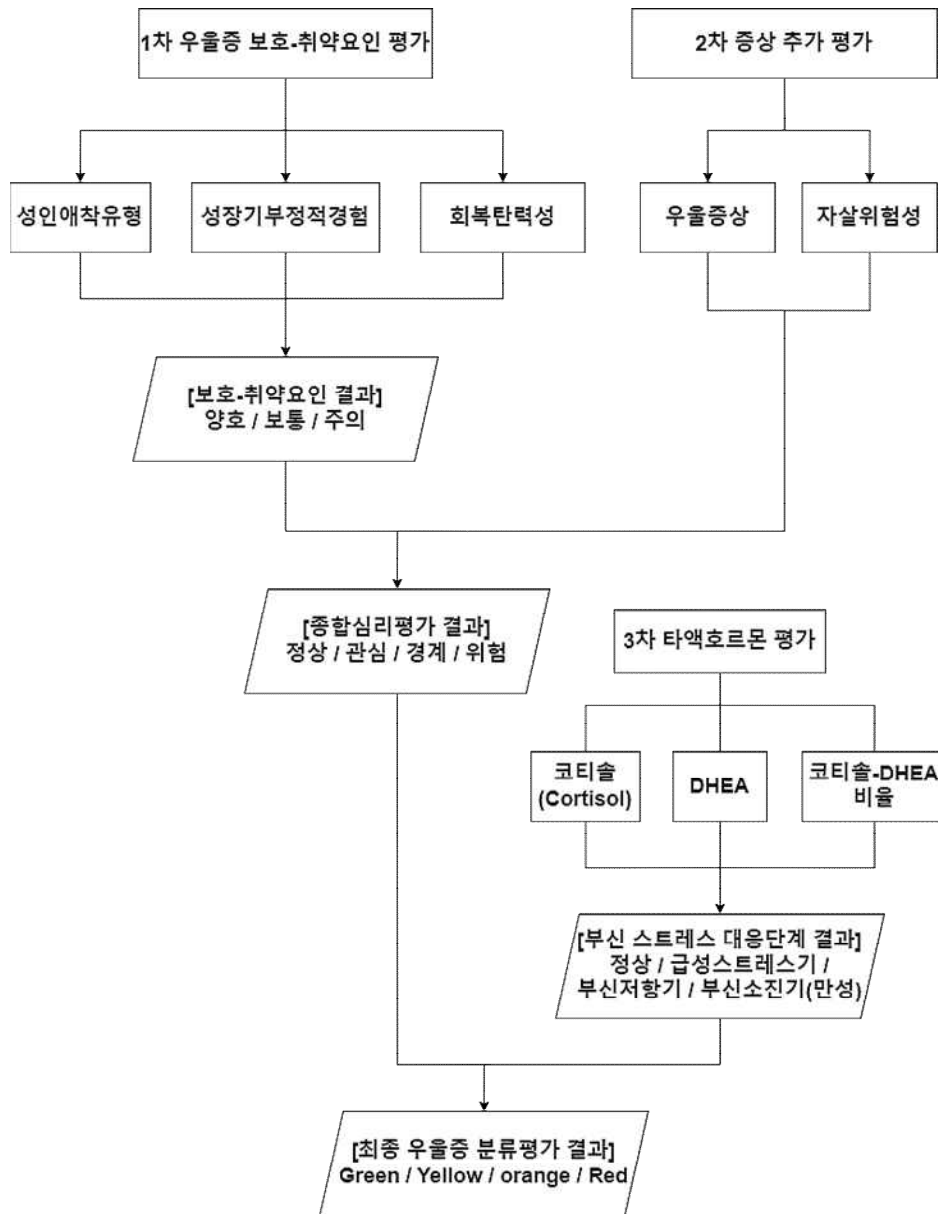 1차 우울증 보호-취약요인 평가
2차 증상 추가 평가
성인애착유형
성장기부정적경험
회복탄력성
우울증상
자살위험성
[보호-취약요인 결과]
양호 / 보통 / 주의
[종합심리평가 결과]
정상 / 관심 / 경계 / 위험
3차 타액호르몬 평가
코티솔
(Cortisol)
DHEA
코티솔-DHEA
비율
[부신 스트레스 대응단계 결과]
정상 / 급성스트레스기 /
부신저항기 / 부신소진기(만성)
[최종 우울증 분류평가 결과]
Green / Yellow / orange / Red